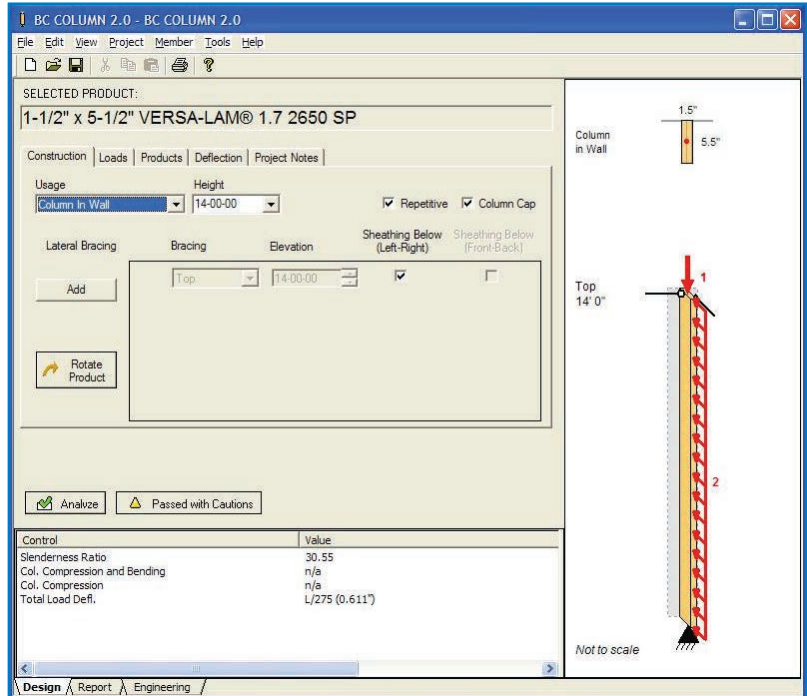 BC COLUMN 2.0 - BC COLUMN 2.0
File Edit View Project Member Tools Help
SELECTED PRODUCT:
1-1/2" x 5-1/2" VERSA-LAM® 1.7 2650 SP
Construction Loads Products Deflection Project Notes
Usage Height
Column In Wall 14-00-00 Repetitive Column Cap
Lateral Bracing Bracing Elevation Sheathing Below (Left-Right) Sheathing Below (Front-Back)
Add Top 14-00-00
Rotate
Product
Analyze Passed with Cautions
Control Value
Slenderness Ratio 30.55
Col. Compression and Bending n/a
Col. Compression n/a
Total Load Defl. L/275 (0.611")
Design Report Engineering
1.5"
Column
in Wall
5.5"
Top
14' 0"
1
2
Not to scale